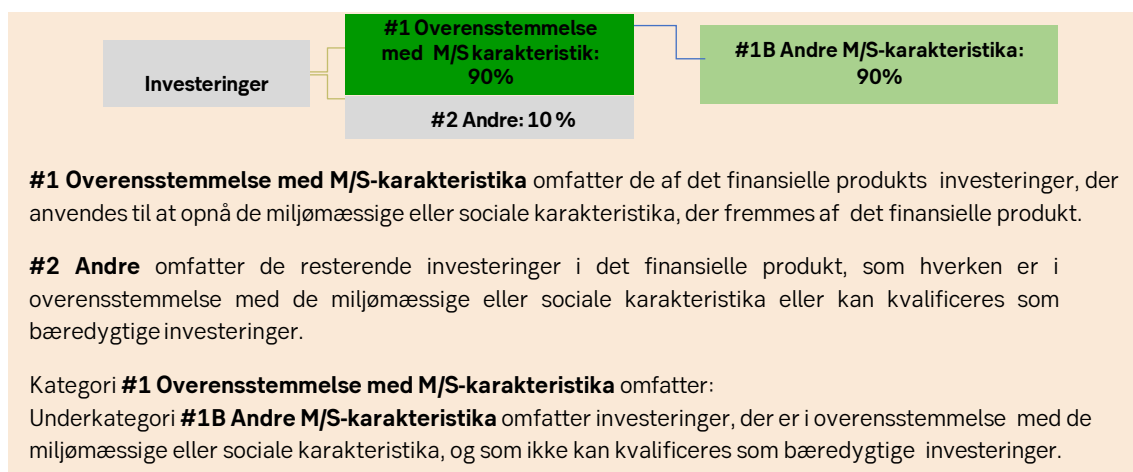 #1 Overensstemmelse
med M/S karakteristik:
90%
#1B Andre M/S-karakteristika:
90%
Investeringer
#2 Andre: 10 %
#1 Overensstemmelse med M/S-karakteristika omfatter de af det finansielle produkts investeringer, der
anvendes til at opnå de miljømæssige eller sociale karakteristika, der fremmes af det finansielle produkt.
#2 Andre omfatter de resterende investeringer i det finansielle produkt, som hverken er i
overensstemmelse med de miljømæssige eller sociale karakteristika eller kan kvalificeres som
bæredygtige investeringer.
Kategori #1 Overensstemmelse med M/S-karakteristika omfatter:
Underkategori #1B Andre M/S-karakteristika omfatter investeringer, der er i overensstemmelse med de
miljømæssige eller sociale karakteristika, og som ikke kan kvalificeres som bæredygtige investeringer.